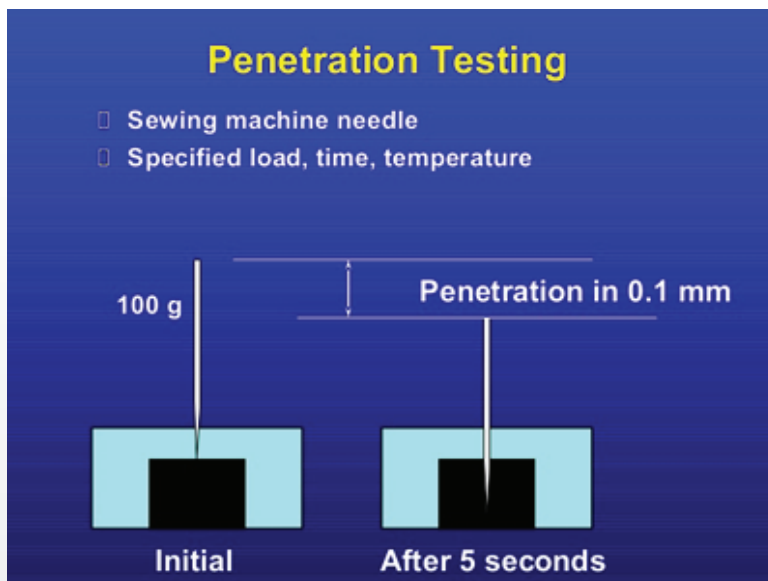 Penetration Testing
Sewing machine needle
Specified load, time, temperature
100 g
Penetration in 0.1 mm
Initial
After 5 seconds